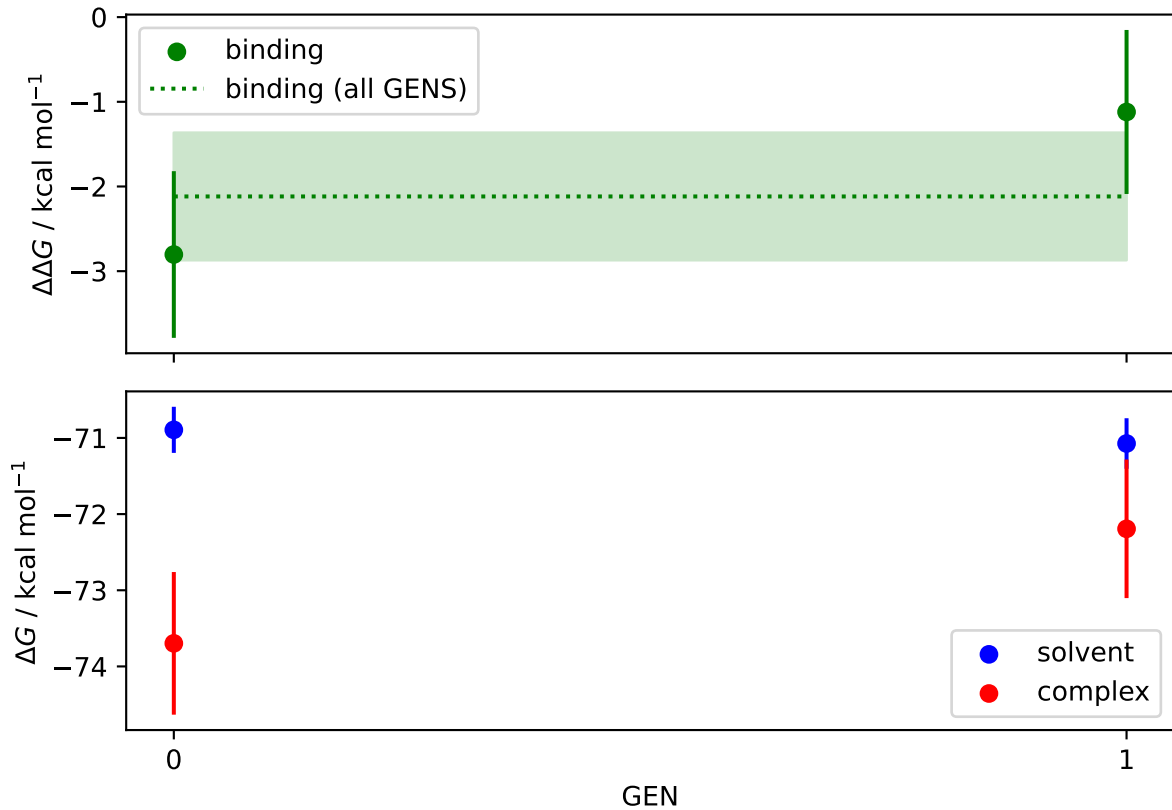 0
−1
−2
−3
ΔΔG / kcal mol⁻¹
binding
binding (all GENS)
−71
−72
−73
−74
ΔG / kcal mol⁻¹
solvent
complex
0
1
GEN